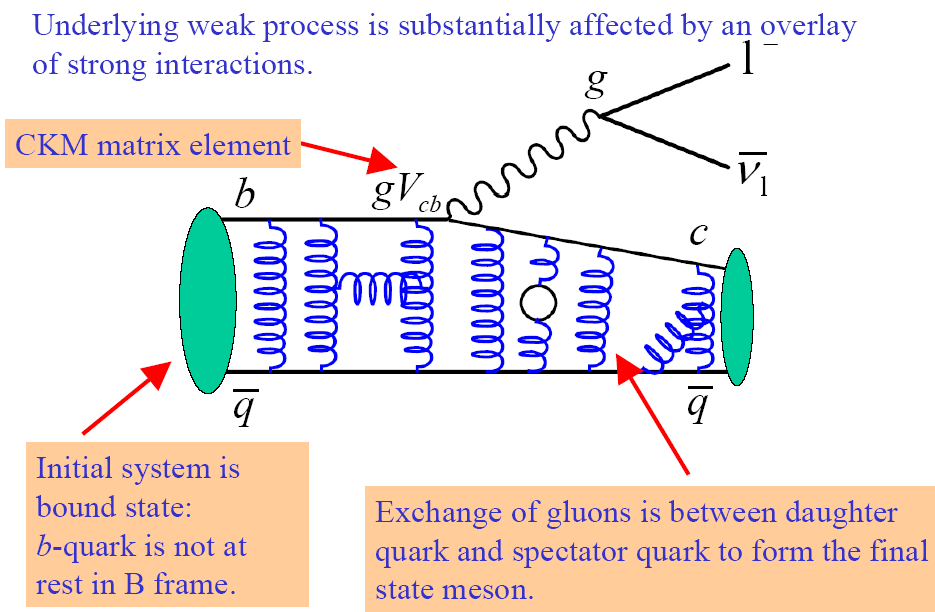 Underlying weak process is substantially affected by an overlay
of strong interactions.
l⁻
g
CKM matrix element
ν̅l
b
gVcb
c
q̅
q̅
Initial system is
bound state:
b-quark is not at
rest in B frame.
Exchange of gluons is between daughter
quark and spectator quark to form the final
state meson.